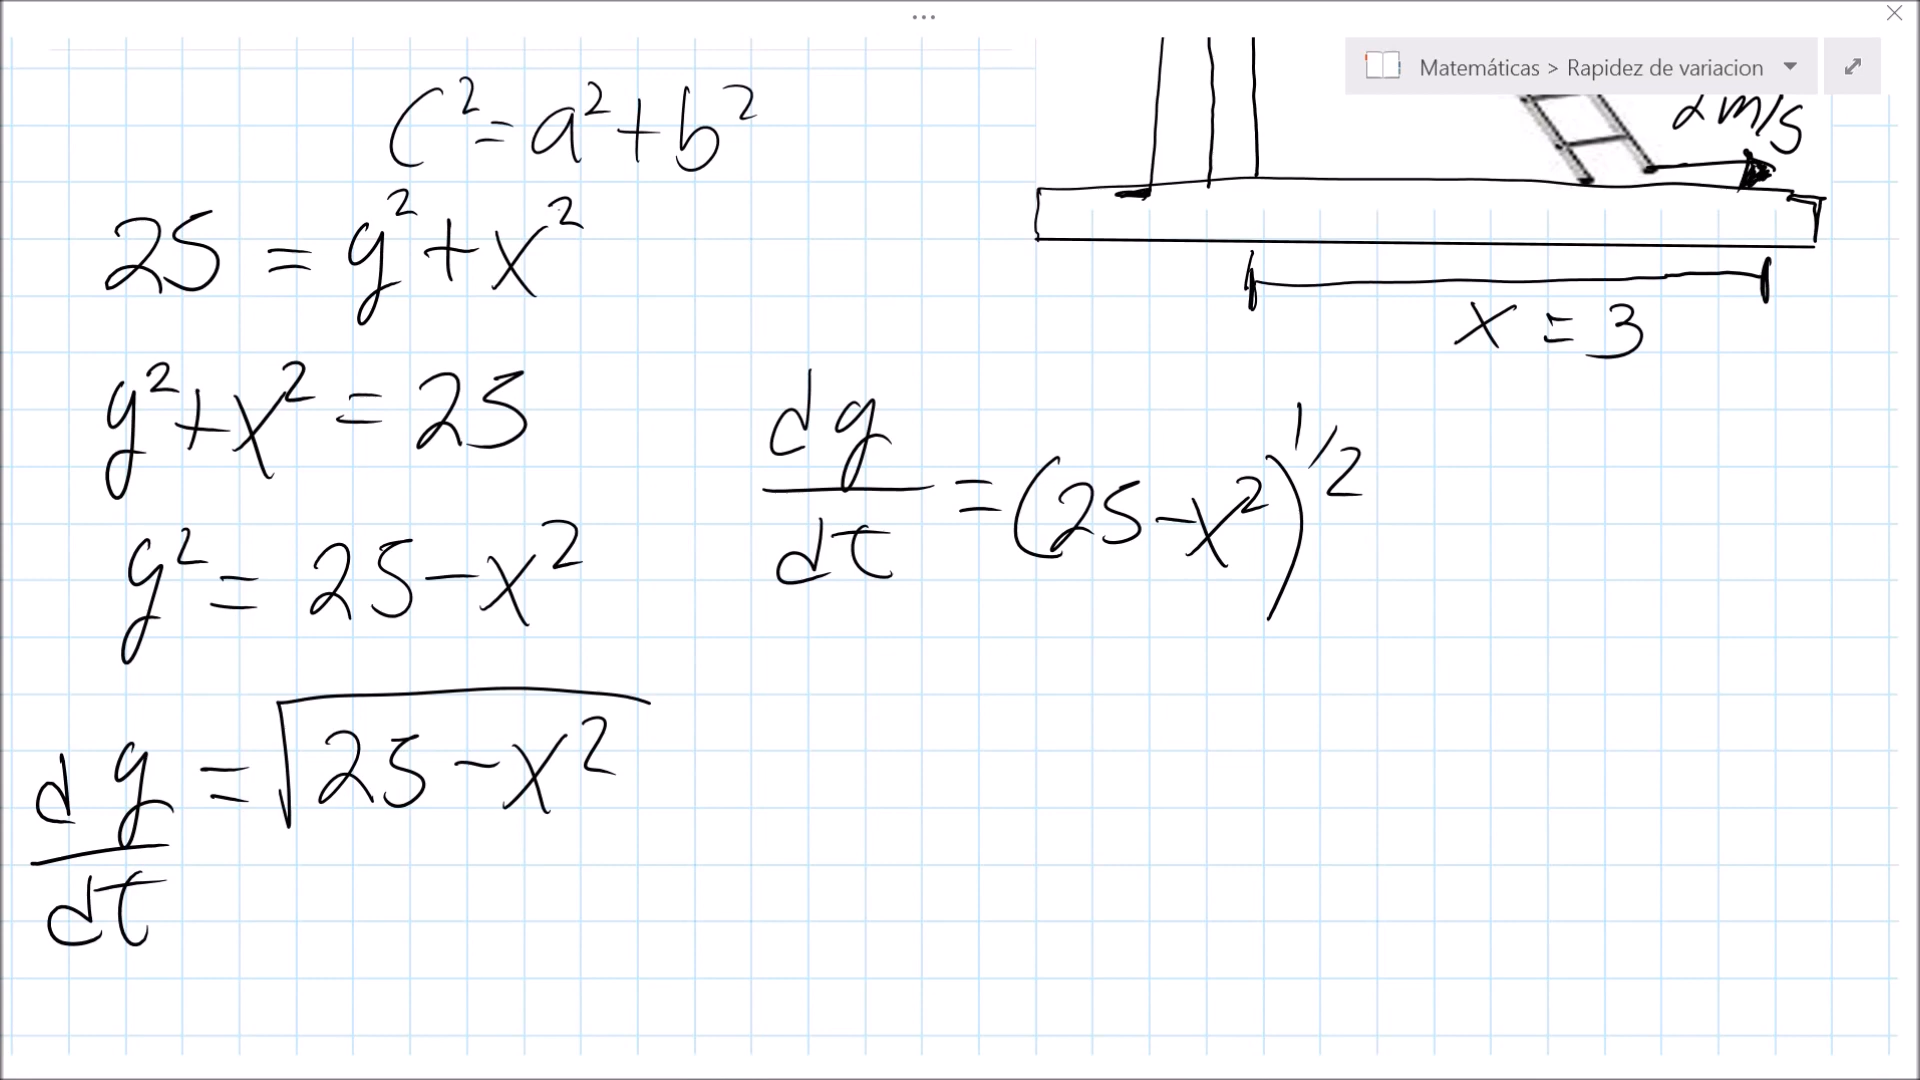 Matemáticas > Rapidez de variacion
c² = a² + b²
2 m/s
25 = y² + x²
x = 3
y² + x² = 25
dy/dt = (25 - x²)^1/2
y² = 25 - x²
dy/dt = √25 - x²